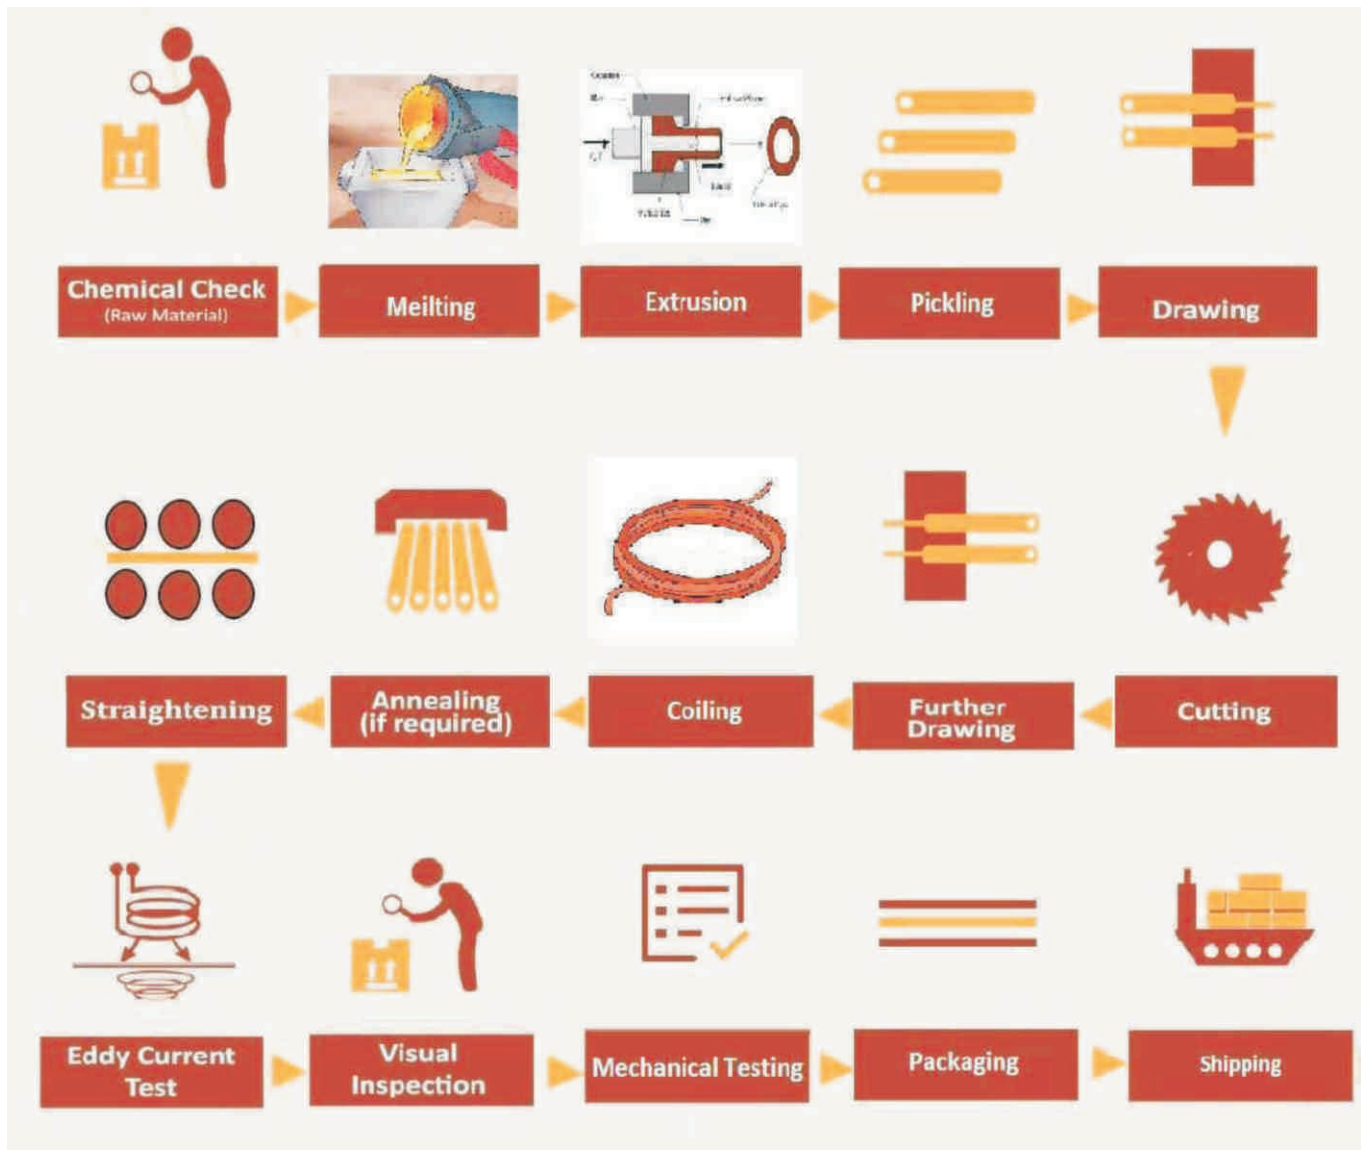 Chemical Check
(Raw Material)
Meilting
Extrusion
Pickling
Drawing
Cutting
Further
Drawing
Coiling
Annealing
(if required)
Straightening
Eddy Current
Test
Visual
Inspection
Mechanical Testing
Packaging
Shipping